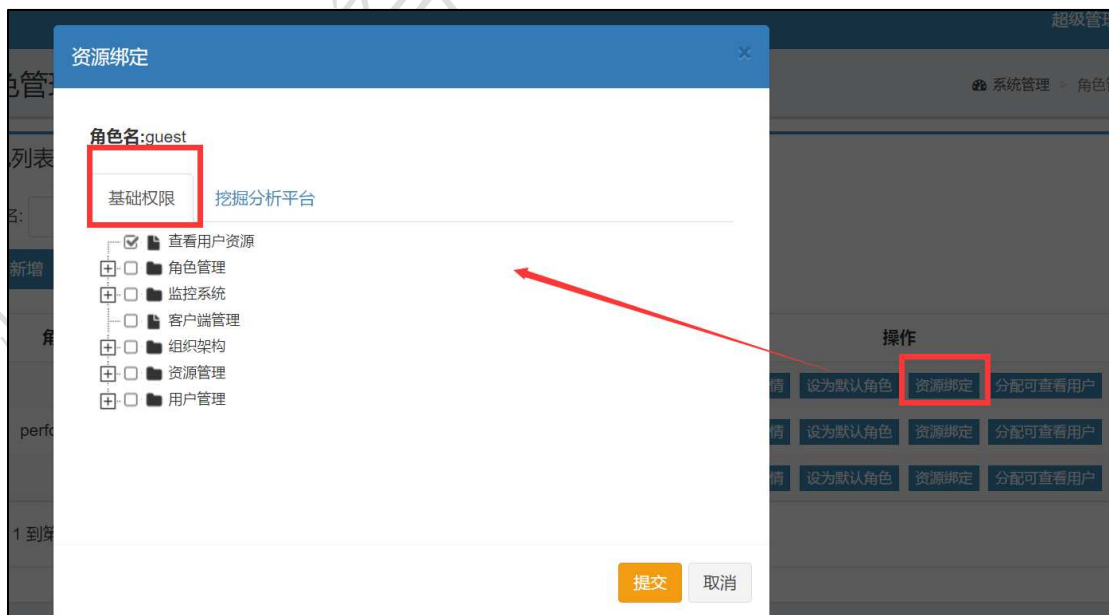 超级管
资源绑定
×
色管
系统管理 > 角色
角色名:guest
列表
基础权限 挖掘分析平台
名:
查看用户资源
新增
角色管理
监控系统
客户端管理
角 操作
组织架构
资源管理
情 设为默认角色 资源绑定 分配可查看用户
用户管理
perfo 情 设为默认角色 资源绑定 分配可查看用户
情 设为默认角色 资源绑定 分配可查看用户
1 到第
提交 取消